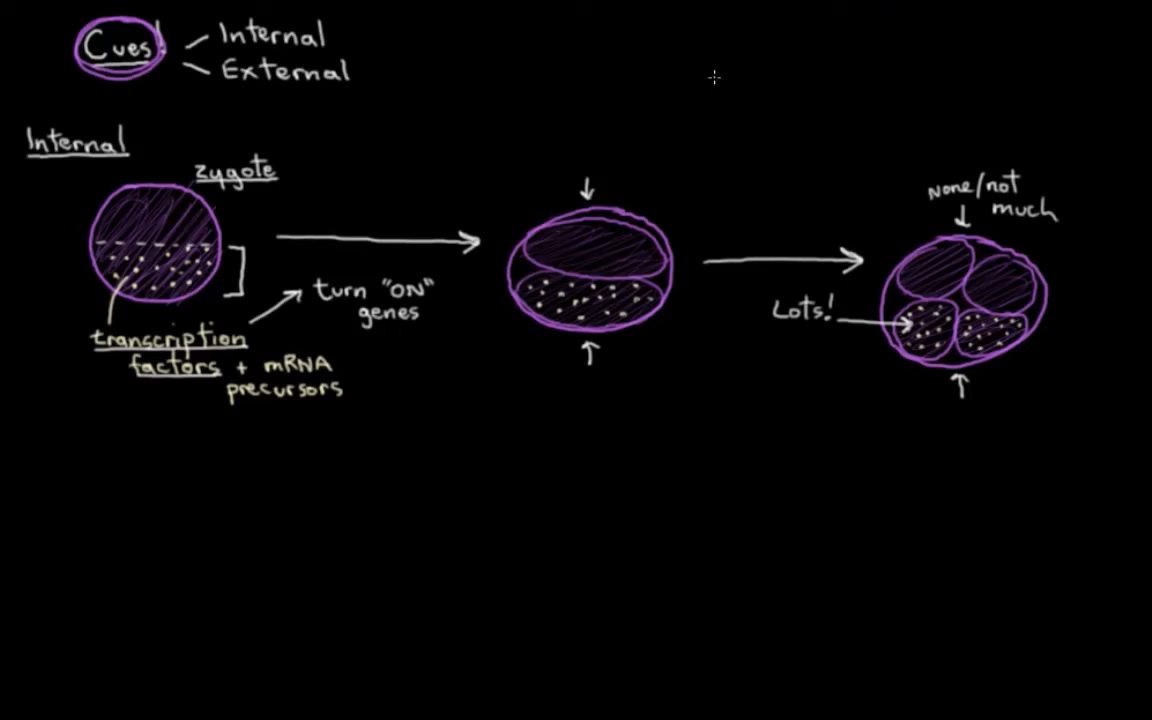 Cues!
Internal
External
Internal
zygote
transcription
factors + mRNA
precursors
turn "ON"
genes
Lots!
None/not
much